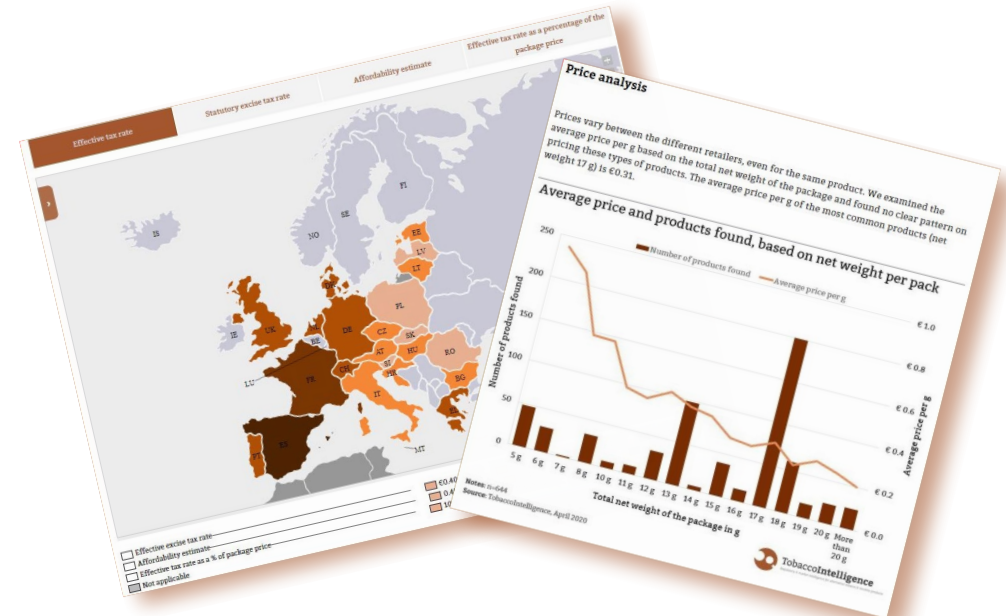 Effective tax rate
Statutory excise tax rate
Affordability estimate
Effective tax rate as a percentage of the
package price
IS
NO
SE
FI
EE
LV
LT
DK
IE
UK
NL
BE
DE
PL
CZ
SK
LU
FR
CH
AT
HU
SI
HR
RO
BG
IT
PT
ES
EL
MT
Effective excise tax rate
Affordability estimate
Effective tax rate as a % of package price
Not applicable
€0.40
Price analysis
Prices vary between the different retailers, even for the same product. We examined the
average price per g based on the total net weight of the package and found no clear pattern on
pricing these types of products. The average price per g of the most common products (net
weight 17 g) is €0.31.
Average price and products found, based on net weight per pack
Number of products found
Average price per g
Number of products found
250
200
150
100
50
0
€ 1.0
€ 0.8
€ 0.6
€ 0.4
€ 0.2
€ 0.0
Average price per g
5 g
6 g
7 g
8 g
10 g
11 g
12 g
13 g
14 g
15 g
16 g
17 g
18 g
19 g
20 g
More
than
20 g
Total net weight of the package in g
Notes: n=644
Source: TobaccoIntelligence, April 2020
TobaccoIntelligence